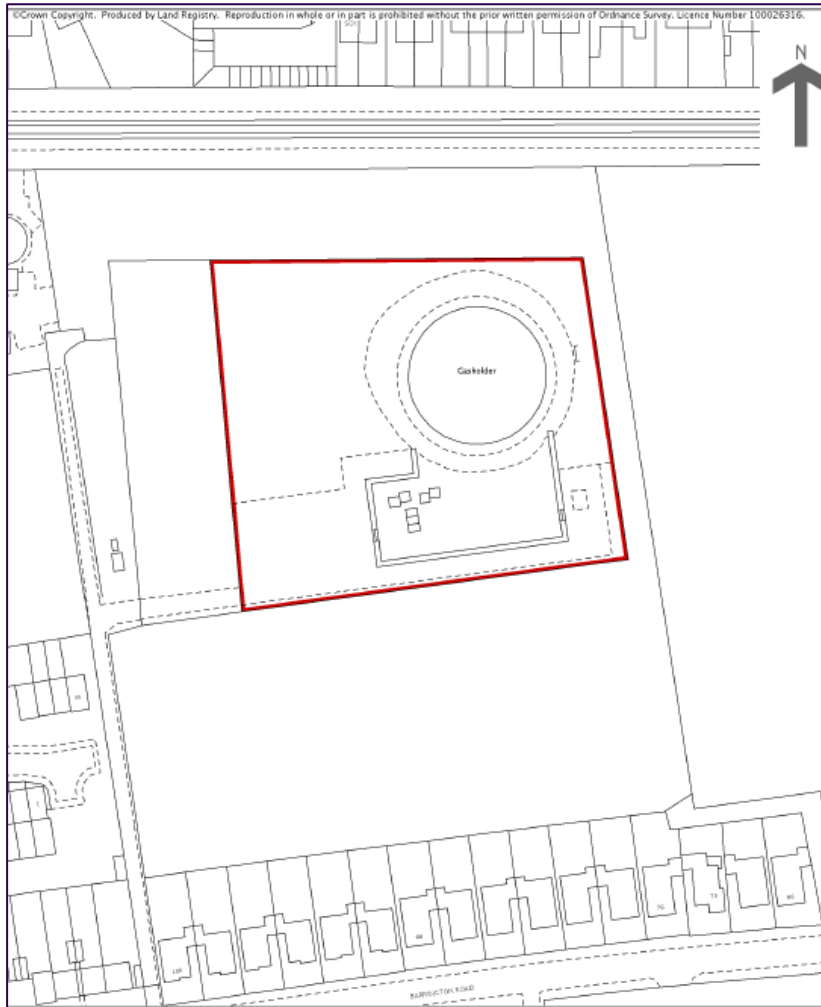 ©Crown Copyright. Produced by Land Registry. Reproduction in whole or in part is prohibited without the prior written permission of Ordnance Survey. Licence Number 100026316.
N
Gasholder
BARRINGTON ROAD